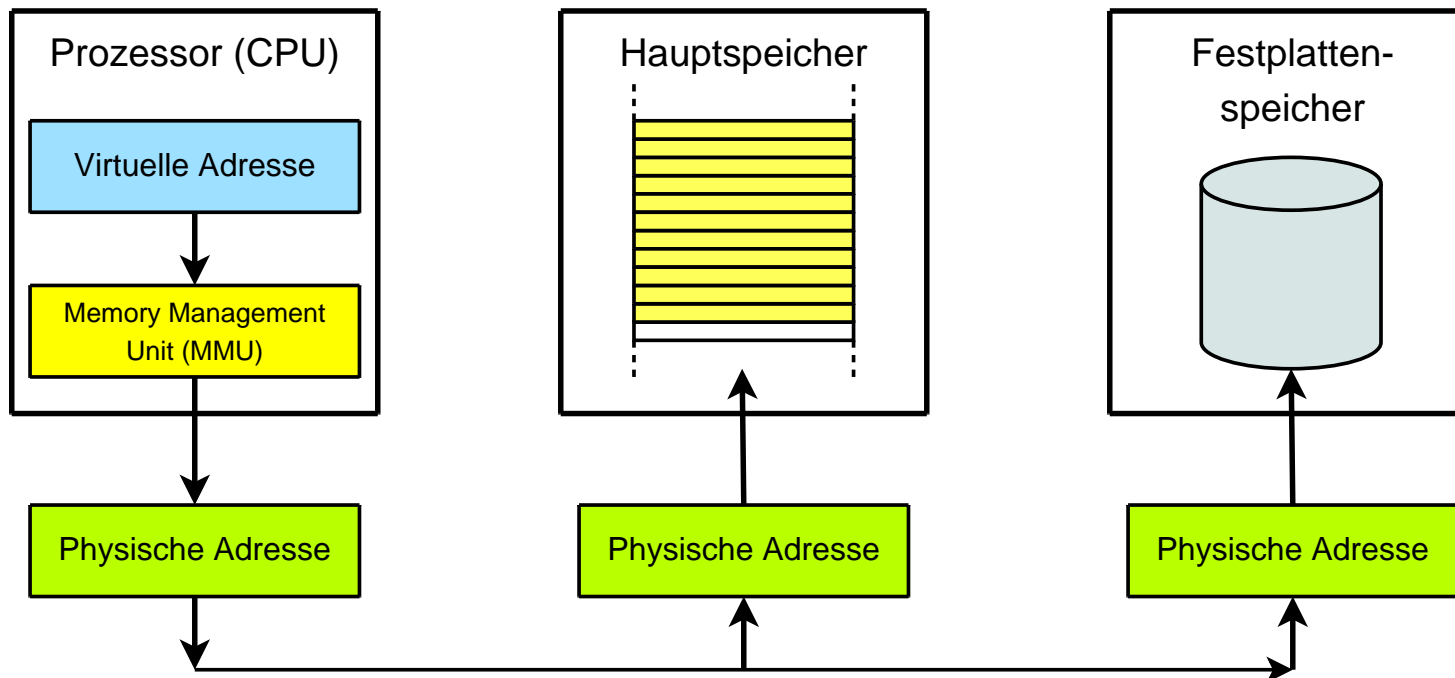 Prozessor (CPU)
Virtuelle Adresse
Memory Management
Unit (MMU)
Physische Adresse
Hauptspeicher
Physische Adresse
Festplatten-
speicher
Physische Adresse